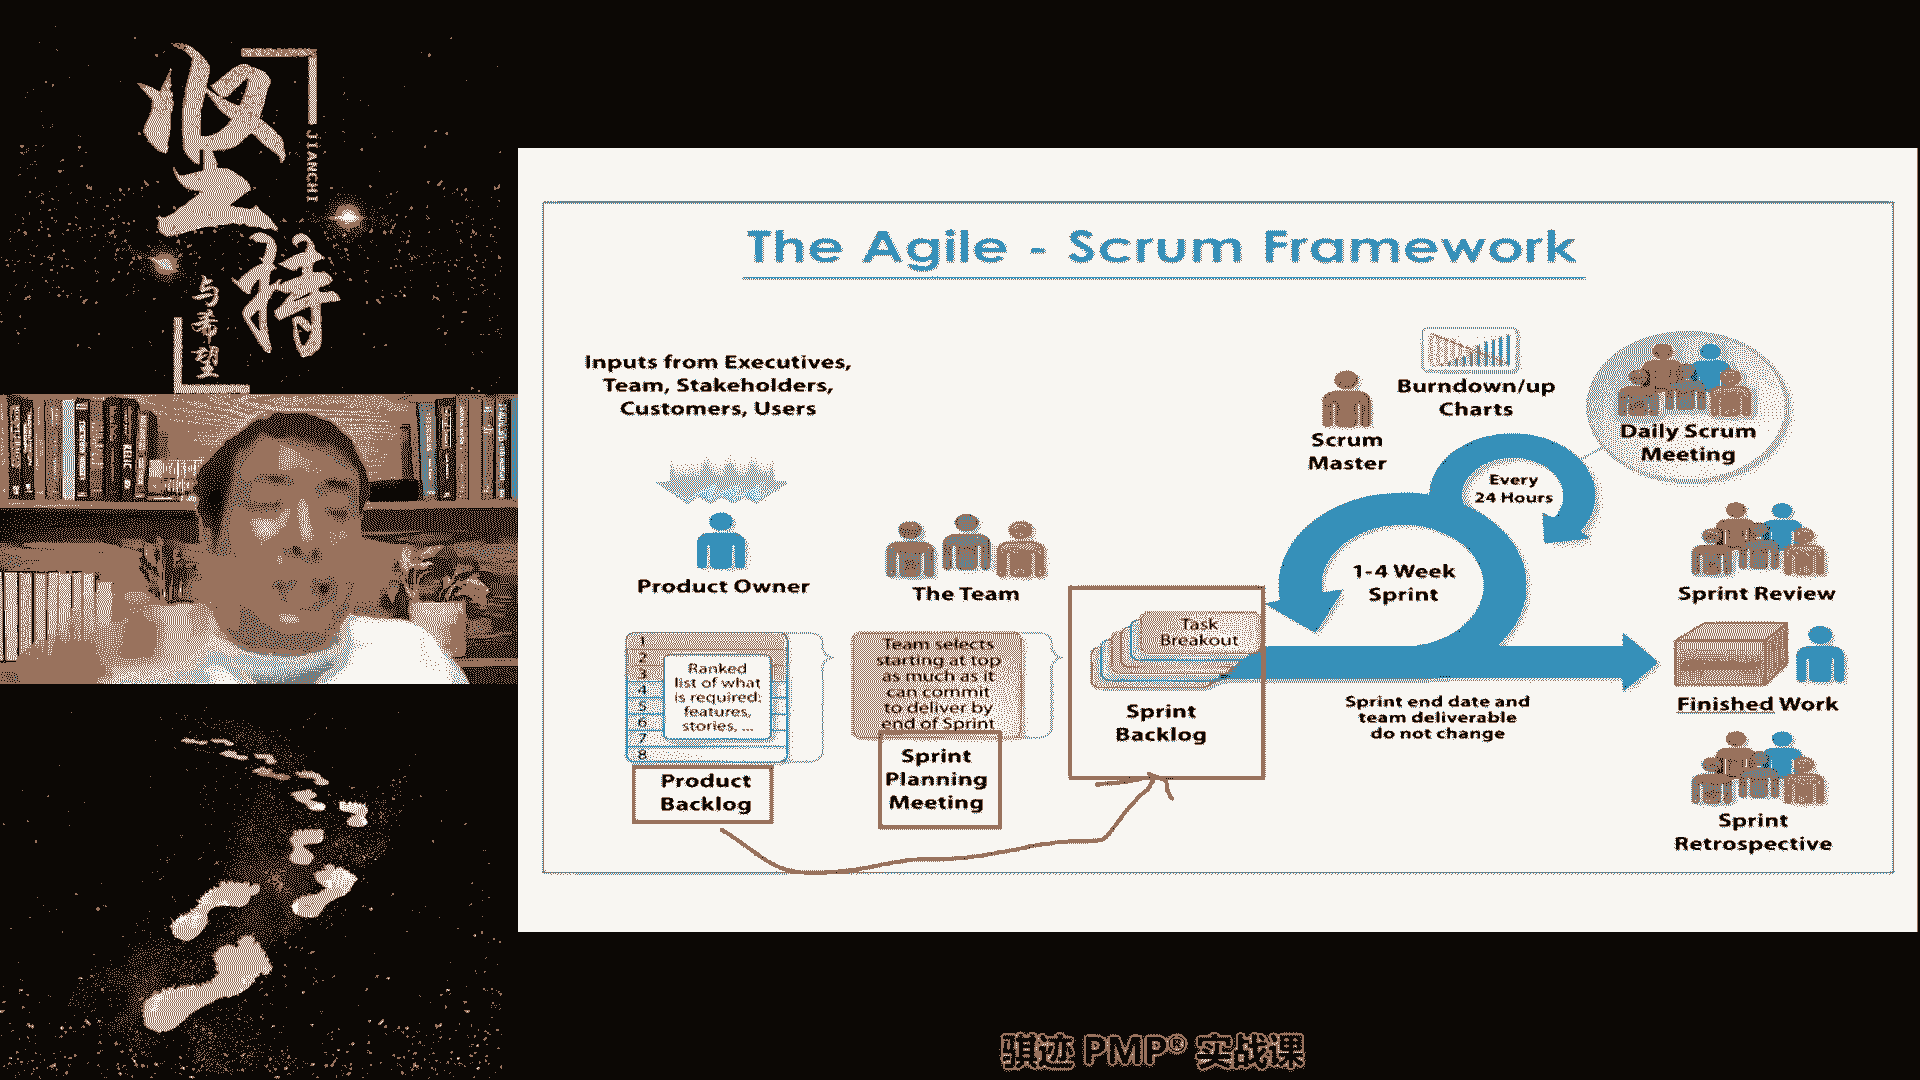 坚持
JIANCHI
与希望
The Agile - Scrum Framework
Inputs from Executives,
Team, Stakeholders,
Customers, Users
Product Owner
The Team
1
2
3
4
5
6
7
8
Ranked
list of what
is required:
features,
stories, ...
Product
Backlog
Team selects
starting at top
as much as it
can commit
to deliver by
end of Sprint
Sprint
Planning
Meeting
Task
Breakout
Sprint
Backlog
Scrum
Master
Burndown/up
Charts
Every
24 Hours
1-4 Week
Sprint
Sprint end date and
team deliverable
do not change
Daily Scrum
Meeting
Sprint Review
Finished Work
Sprint
Retrospective
骐迹 PMP® 实战课